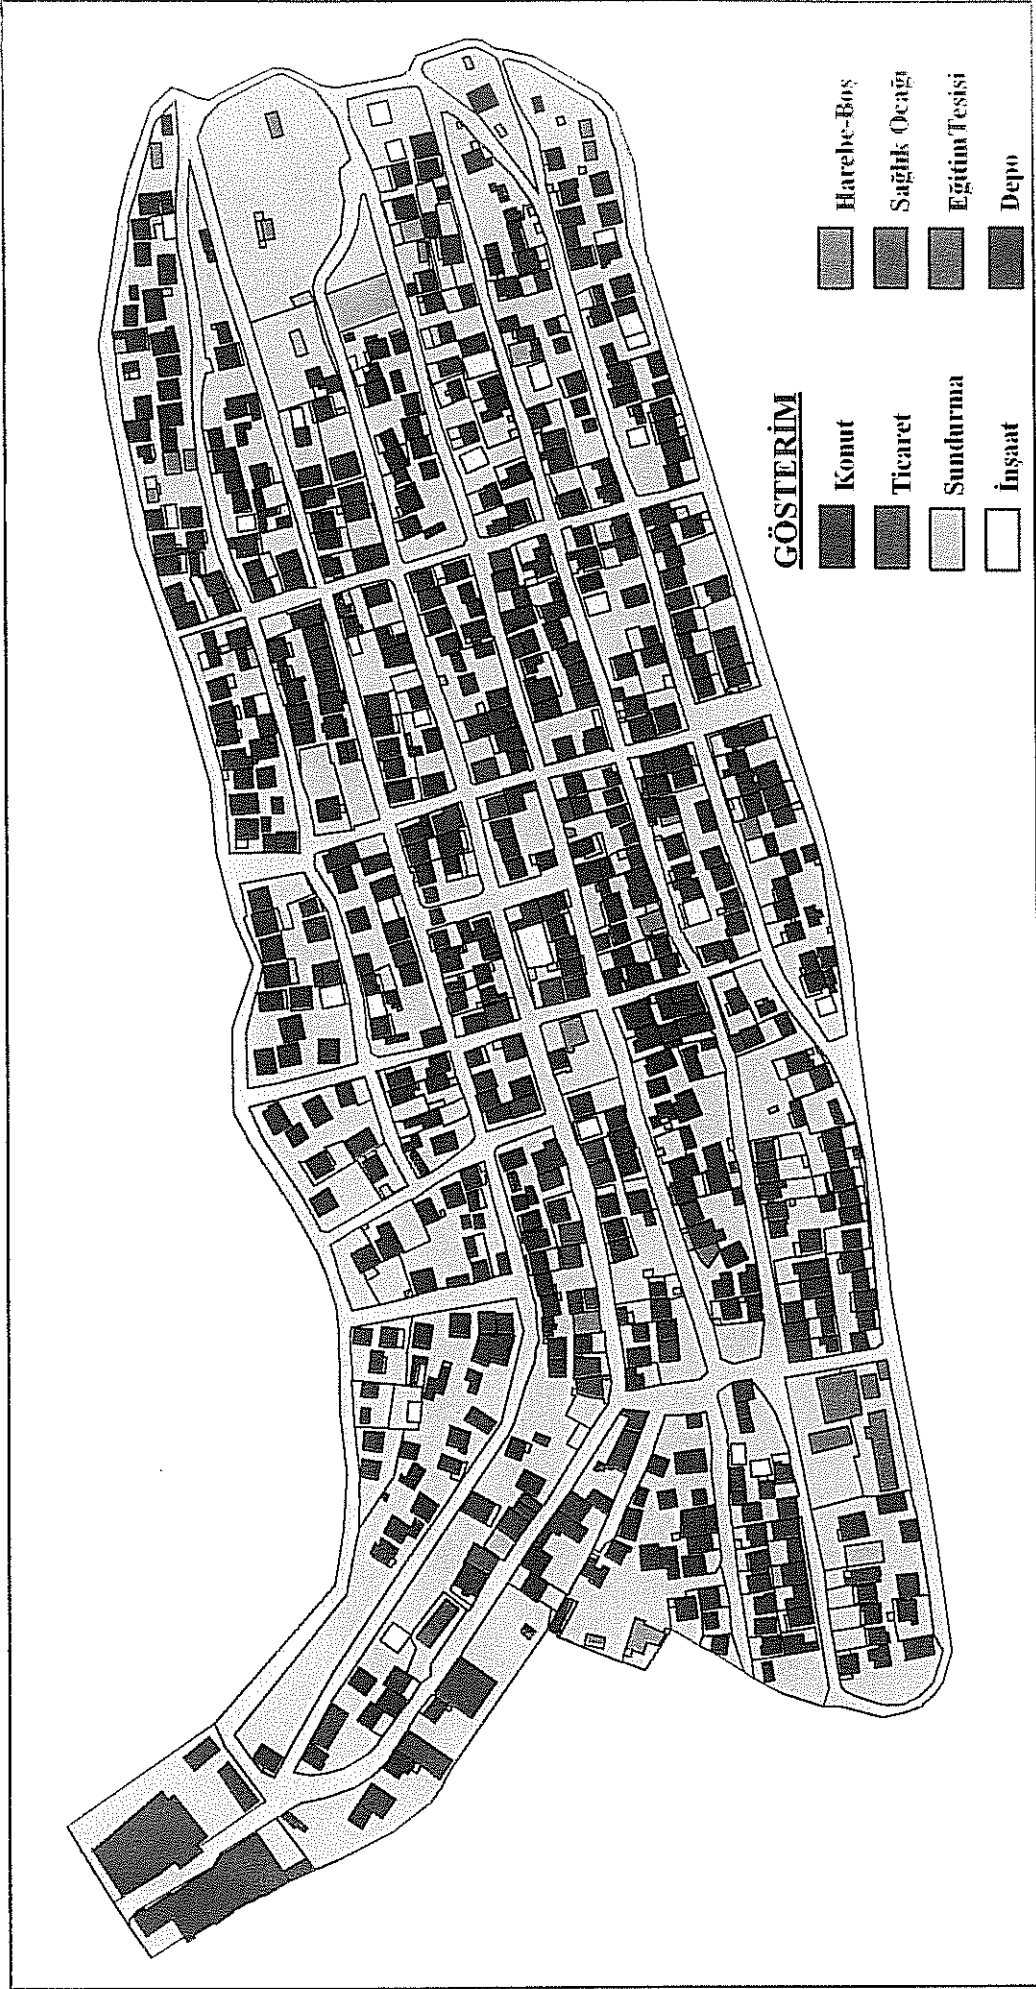 GÖSTERİM
Konut
Ticaret
Sundurma
İnşaat
Harebe-Boş
Sağlık Ocağı
Eğitim Tesisi
Depo